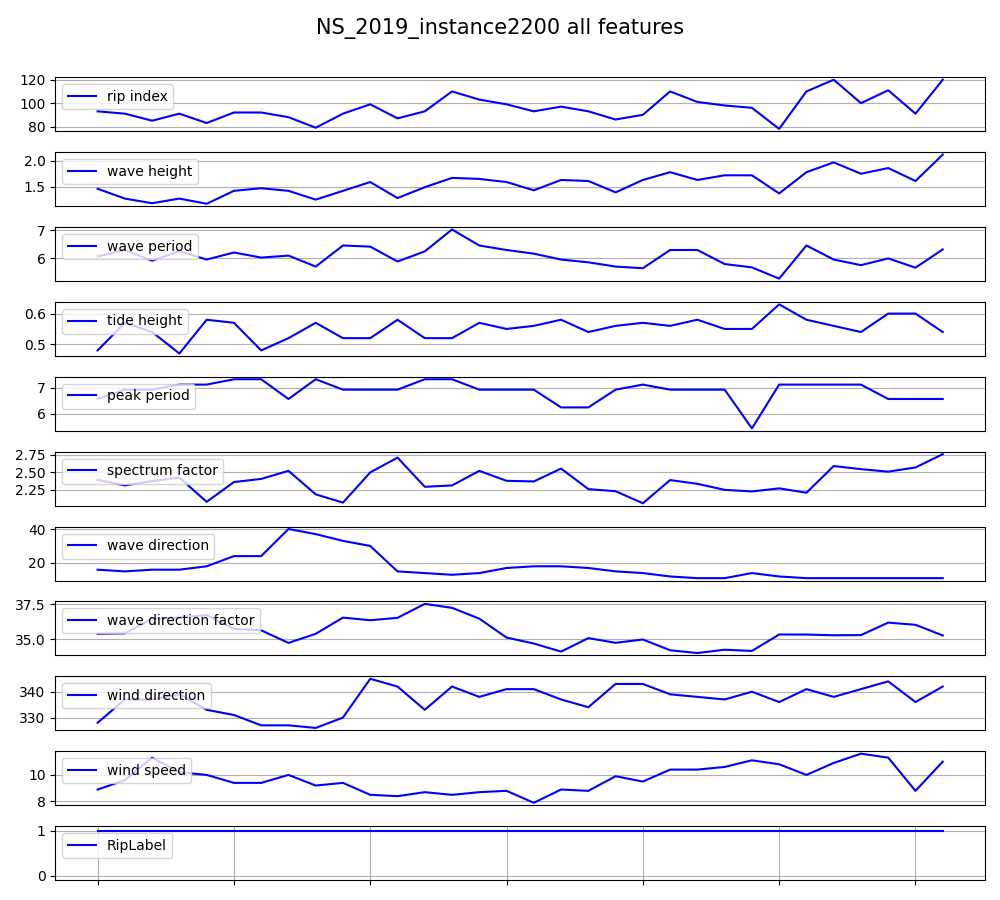 NS_2019_instance2200 all features
120
100
80
rip index
2.0
1.5
wave height
7
6
wave period
0.6
0.5
tide height
7
6
peak period
2.75
2.50
2.25
spectrum factor
40
20
wave direction
37.5
35.0
wave direction factor
340
330
wind direction
10
8
wind speed
1
0
RipLabel